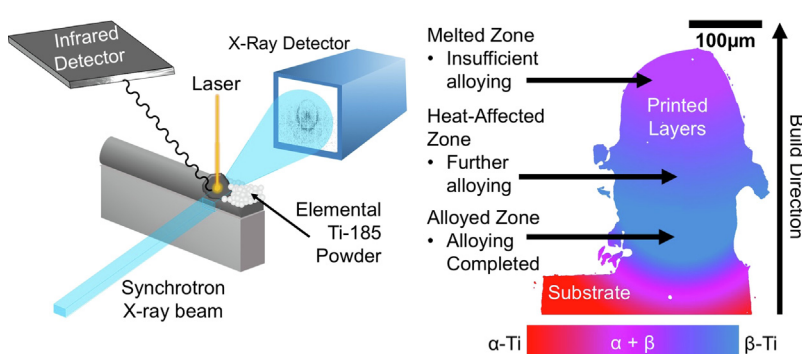 Infrared
Detector
X-Ray Detector
Laser
Elemental
Ti-185
Powder
Synchrotron
X-ray beam
Melted Zone
• Insufficient
alloying
Heat-Affected
Zone
• Further
alloying
Alloyed Zone
• Alloying
Completed
100μm
Printed
Layers
Build Direction
Substrate
α-Ti
α + β
β-Ti